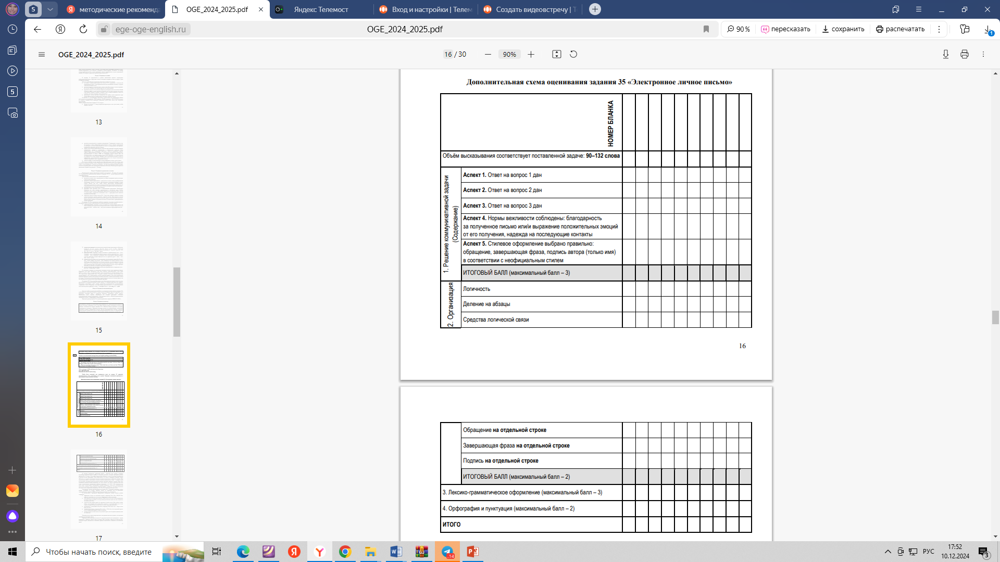 5
методические рекоменда
OGE_2024_2025.pdf
Яндекс Телемост
Вход и настройки | Телем
Создать видеовстречу | Т
ege-oge-english.ru
OGE_2024_2025.pdf
90%
пересказать
сохранить
распечатать
1
OGE_2024_2025.pdf
16 / 30
90%
5
13
14
15
16
17
Дополнительная схема оценивания задания 35 «Электронное личное письмо»
НОМЕР БЛАНКА
Объём высказывания соответствует поставленной задаче: 90–132 слова
1. Решение коммуникативной задачи
(Содержание)
Аспект 1. Ответ на вопрос 1 дан
Аспект 2. Ответ на вопрос 2 дан
Аспект 3. Ответ на вопрос 3 дан
Аспект 4. Нормы вежливости соблюдены: благодарность
за полученное письмо или/и выражение положительных эмоций
от его получения, надежда на последующие контакты
Аспект 5. Стилевое оформление выбрано правильно:
обращение, завершающая фраза, подпись автора (только имя)
в соответствии с неофициальным стилем
ИТОГОВЫЙ БАЛЛ (максимальный балл – 3)
2. Организация
Логичность
Деление на абзацы
Средства логической связи
16
Обращение на отдельной строке
Завершающая фраза на отдельной строке
Подпись на отдельной строке
ИТОГОВЫЙ БАЛЛ (максимальный балл – 2)
3. Лексико-грамматическое оформление (максимальный балл – 3)
4. Орфография и пунктуация (максимальный балл – 2)
ИТОГО
Чтобы начать поиск, введите
14
РУС
17:52
10.12.2024
3